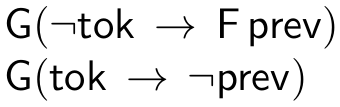 G(¬tok → F prev)
G(tok → ¬prev)